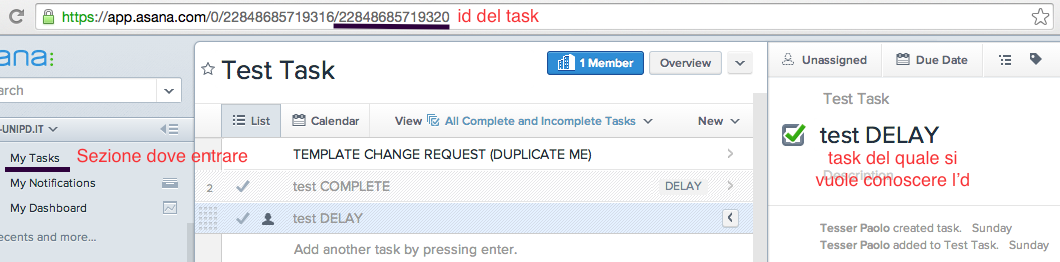 https://app.asana.com/0/22848685719316/22848685719320 id del task
sana:
earch
-UNIPD.IT
My Tasks Sezione dove entrare
My Notifications
My Dashboard
ecents and more...
Test Task
1 Member
Overview
List
Calendar
View All Complete and Incomplete Tasks
New
TEMPLATE CHANGE REQUEST (DUPLICATE ME)
2 test COMPLETE DELAY
test DELAY
Add another task by pressing enter.
Unassigned
Due Date
Test Task
test DELAY
task del quale si
vuole conoscere l'd
Description
Tesser Paolo created task. Sunday
Tesser Paolo added to Test Task. Sunday